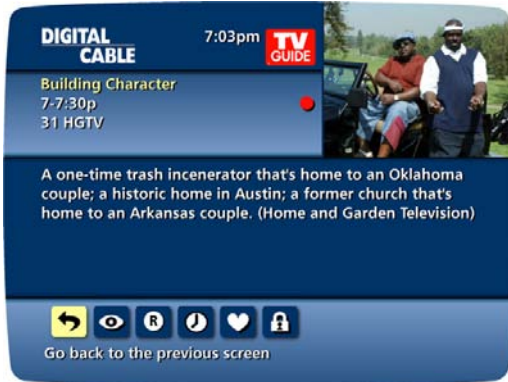 DIGITAL
CABLE
7:03pm
TV
GUIDE
Building Character
7-7:30p
31 HGTV
A one-time trash incenerator that's home to an Oklahoma
couple; a historic home in Austin; a former church that's
home to an Arkansas couple. (Home and Garden Television)
R
Go back to the previous screen